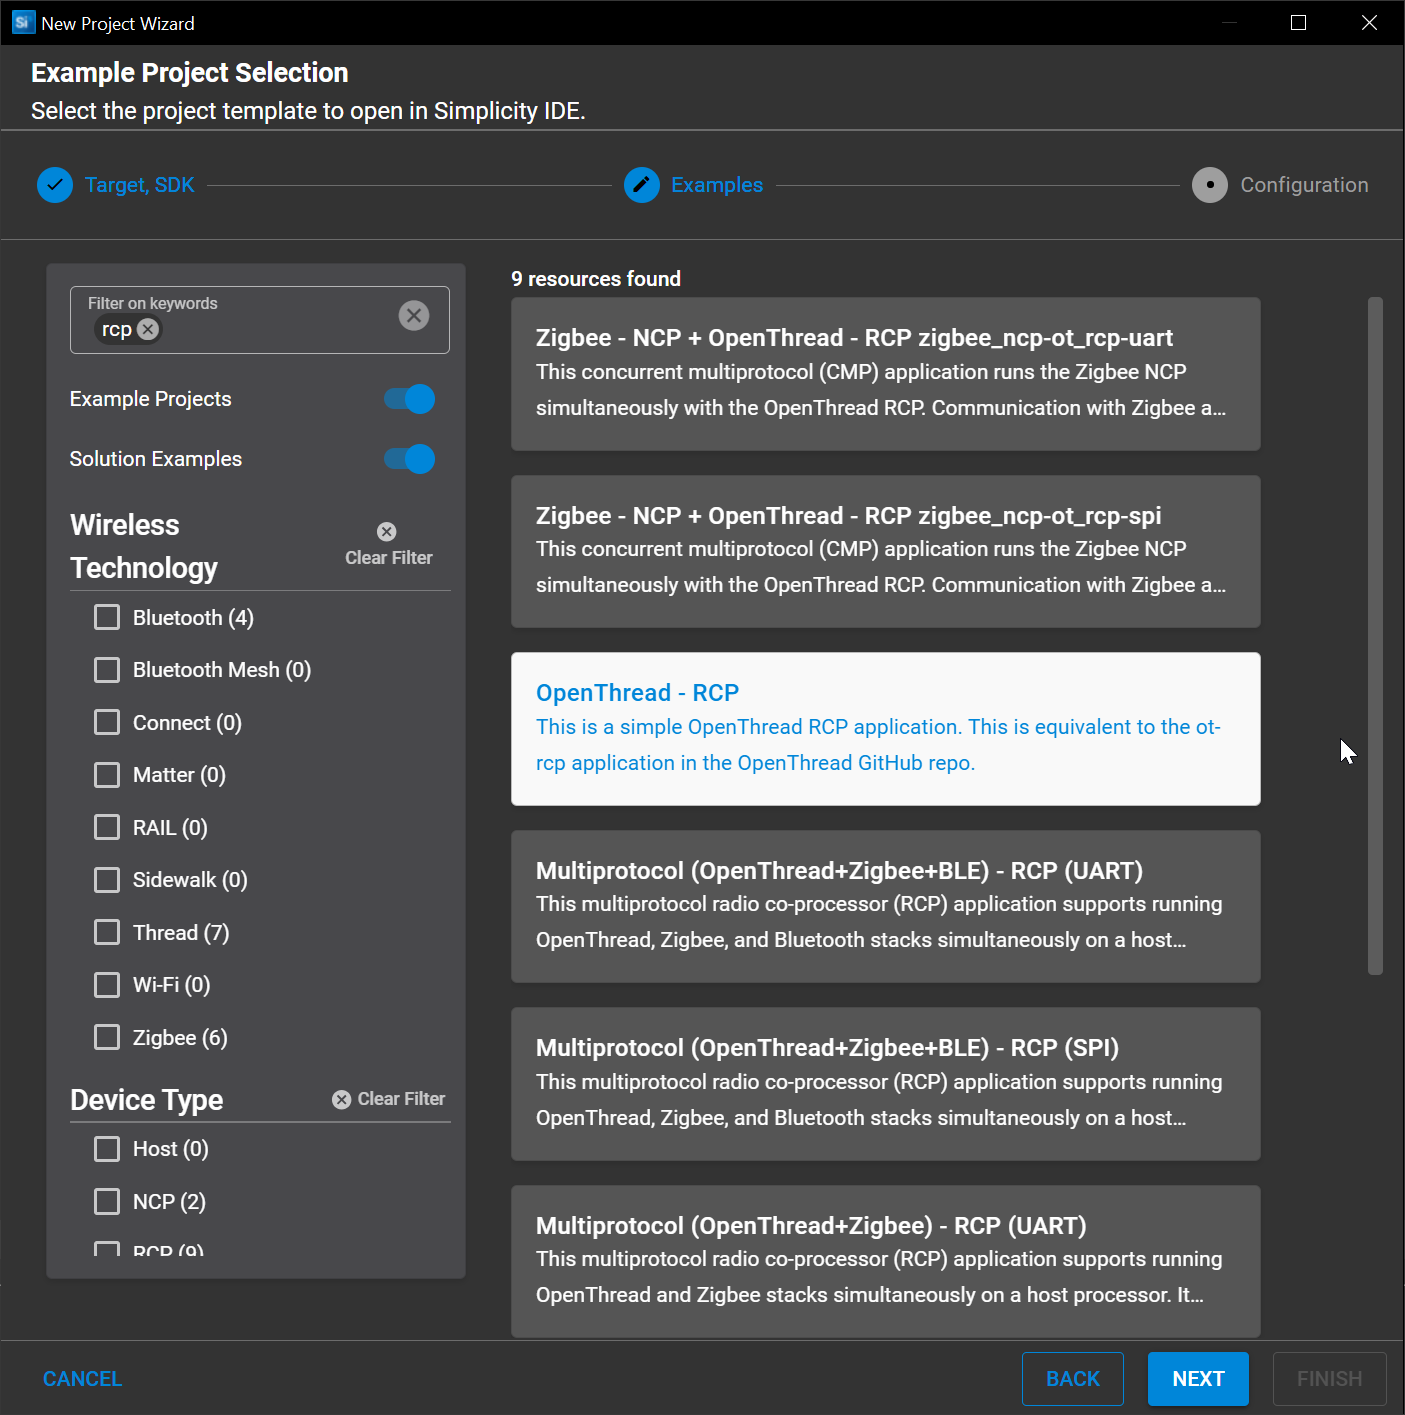 Si
New Project Wizard
Example Project Selection
Select the project template to open in Simplicity IDE.
Target, SDK
Examples
Configuration
Filter on keywords
rcp
Example Projects
Solution Examples
Wireless
Technology
Clear Filter
Bluetooth (4)
Bluetooth Mesh (0)
Connect (0)
Matter (0)
RAIL (0)
Sidewalk (0)
Thread (7)
Wi-Fi (0)
Zigbee (6)
Device Type
Clear Filter
Host (0)
NCP (2)
RCP (9)
9 resources found
Zigbee - NCP + OpenThread - RCP zigbee_ncp-ot_rcp-uart
This concurrent multiprotocol (CMP) application runs the Zigbee NCP
simultaneously with the OpenThread RCP. Communication with Zigbee a...
Zigbee - NCP + OpenThread - RCP zigbee_ncp-ot_rcp-spi
This concurrent multiprotocol (CMP) application runs the Zigbee NCP
simultaneously with the OpenThread RCP. Communication with Zigbee a...
OpenThread - RCP
This is a simple OpenThread RCP application. This is equivalent to the ot-
rcp application in the OpenThread GitHub repo.
Multiprotocol (OpenThread+Zigbee+BLE) - RCP (UART)
This multiprotocol radio co-processor (RCP) application supports running
OpenThread, Zigbee, and Bluetooth stacks simultaneously on a host...
Multiprotocol (OpenThread+Zigbee+BLE) - RCP (SPI)
This multiprotocol radio co-processor (RCP) application supports running
OpenThread, Zigbee, and Bluetooth stacks simultaneously on a host...
Multiprotocol (OpenThread+Zigbee) - RCP (UART)
This multiprotocol radio co-processor (RCP) application supports running
OpenThread and Zigbee stacks simultaneously on a host processor. It...
CANCEL
BACK
NEXT
FINISH